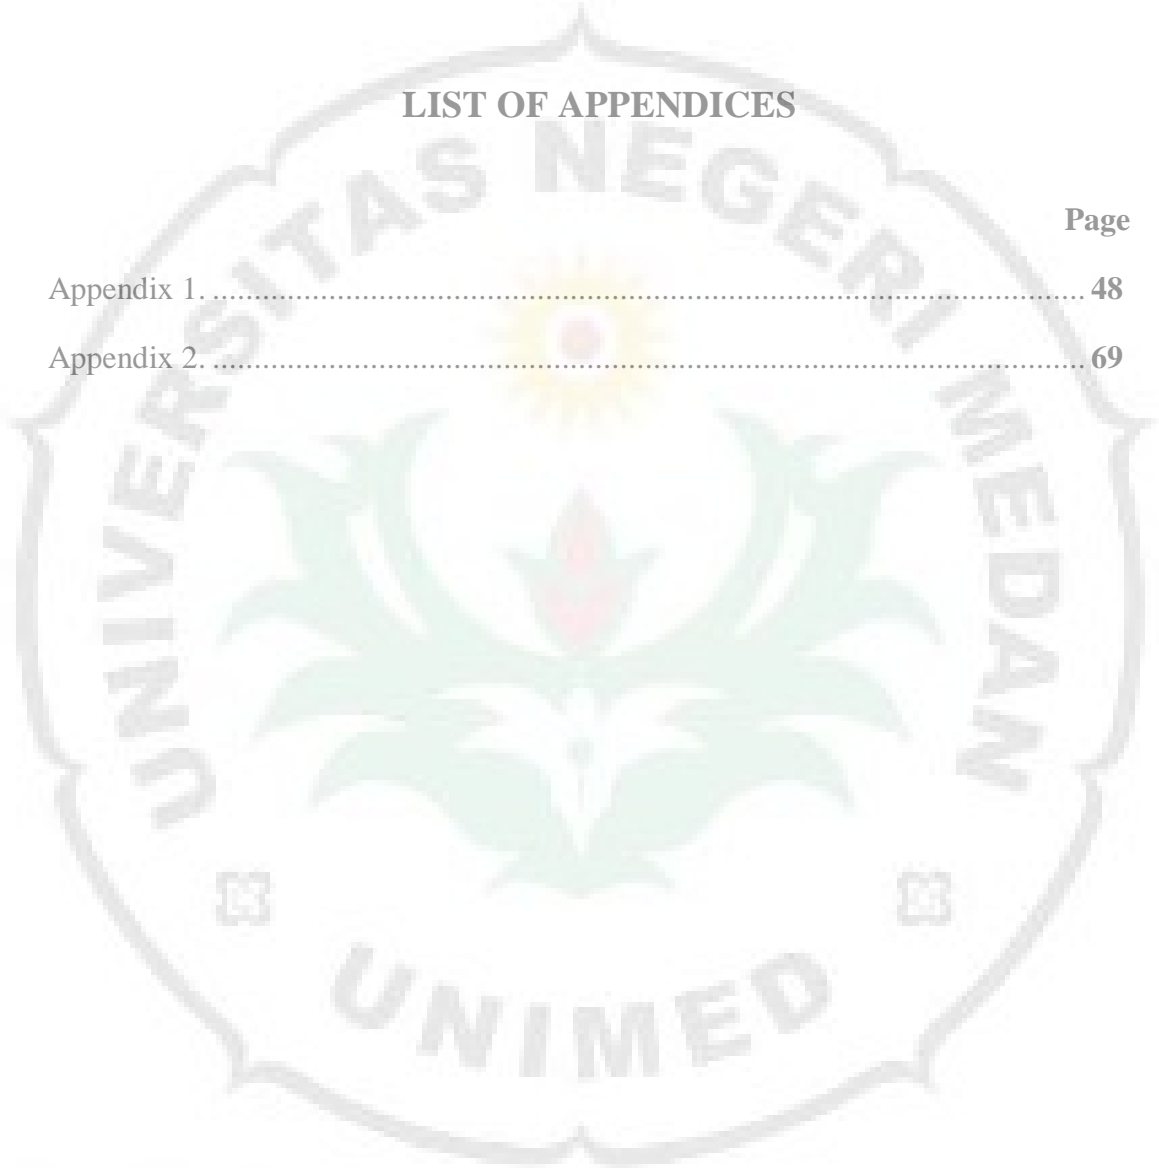 LIST OF APPENDICES
Page
Appendix 1. ........................................................................................................ 48
Appendix 2. ........................................................................................................ 69
UNIVERSITAS NEGERI MEDAN
UNIMED